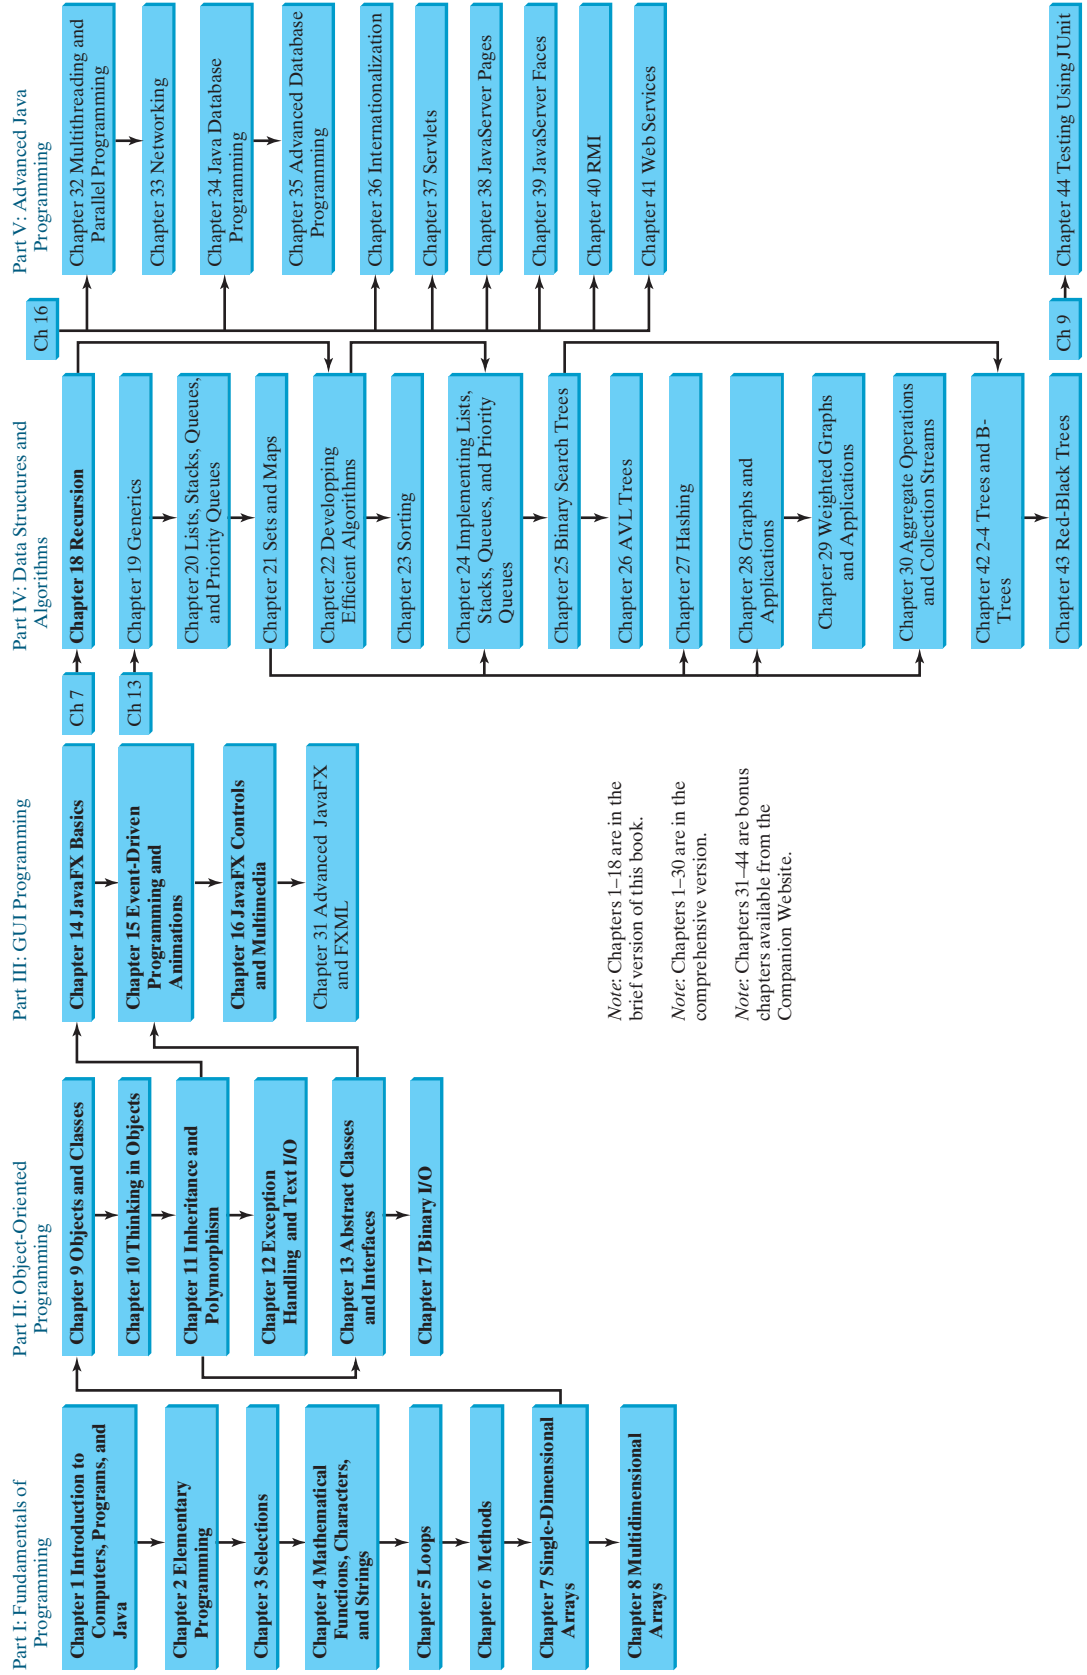 Part I: Fundamentals of
Programming
Chapter 1 Introduction to
Computers, Programs, and
Java
Chapter 2 Elementary
Programming
Chapter 3 Selections
Chapter 4 Mathematical
Functions, Characters,
and Strings
Chapter 5 Loops
Chapter 6 Methods
Chapter 7 Single-Dimensional
Arrays
Chapter 8 Multidimensional
Arrays
Part II: Object-Oriented
Programming
Chapter 9 Objects and Classes
Chapter 10 Thinking in Objects
Chapter 11 Inheritance and
Polymorphism
Chapter 12 Exception
Handling and Text I/O
Chapter 13 Abstract Classes
and Interfaces
Chapter 17 Binary I/O
Part III: GUI Programming
Chapter 14 JavaFX Basics
Chapter 15 Event-Driven
Programming and
Animations
Chapter 16 JavaFX Controls
and Multimedia
Chapter 31 Advanced JavaFX
and FXML
Note: Chapters 1–18 are in the
brief version of this book.
Note: Chapters 1–30 are in the
comprehensive version.
Note: Chapters 31–44 are bonus
chapters available from the
Companion Website.
Part IV: Data Structures and
Algorithms
Ch 7
Chapter 18 Recursion
Ch 13
Chapter 19 Generics
Chapter 20 Lists, Stacks, Queues,
and Priority Queues
Chapter 21 Sets and Maps
Chapter 22 Developping
Efficient Algorithms
Chapter 23 Sorting
Chapter 24 Implementing Lists,
Stacks, Queues, and Priority
Queues
Chapter 25 Binary Search Trees
Chapter 26 AVL Trees
Chapter 27 Hashing
Chapter 28 Graphs and
Applications
Chapter 29 Weighted Graphs
and Applications
Chapter 30 Aggregate Operations
and Collection Streams
Chapter 42 2-4 Trees and B-
Trees
Chapter 43 Red-Black Trees
Part V: Advanced Java
Programming
Ch 16
Chapter 32 Multithreading and
Parallel Programming
Chapter 33 Networking
Chapter 34 Java Database
Programming
Chapter 35 Advanced Database
Programming
Chapter 36 Internationalization
Chapter 37 Servlets
Chapter 38 JavaServer Pages
Chapter 39 JavaServer Faces
Chapter 40 RMI
Chapter 41 Web Services
Ch 9
Chapter 44 Testing Using JUnit